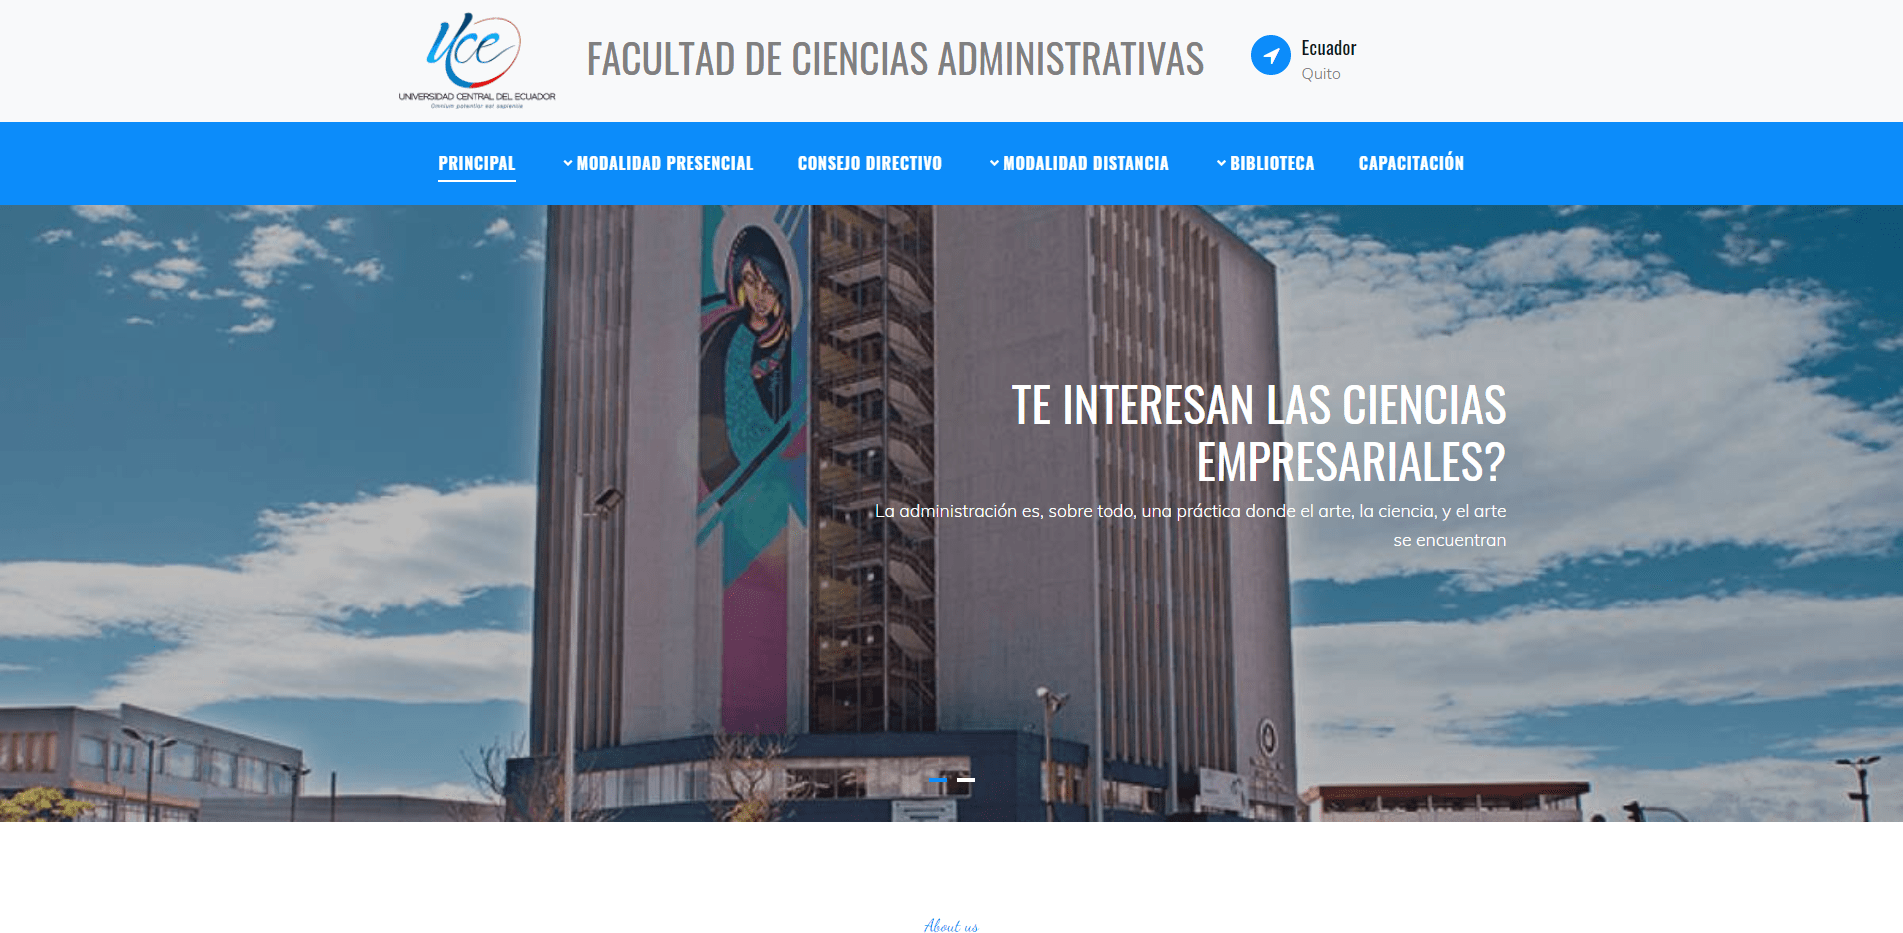 Uce
UNIVERSIDAD CENTRAL DEL ECUADOR
Omnium potentior est sapientia
FACULTAD DE CIENCIAS ADMINISTRATIVAS
Ecuador
Quito
PRINCIPAL MODALIDAD PRESENCIAL CONSEJO DIRECTIVO MODALIDAD DISTANCIA BIBLIOTECA CAPACITACIÓN
TE INTERESAN LAS CIENCIAS
EMPRESARIALES?
La administración es, sobre todo, una práctica donde el arte, la ciencia, y el arte
se encuentran
About us